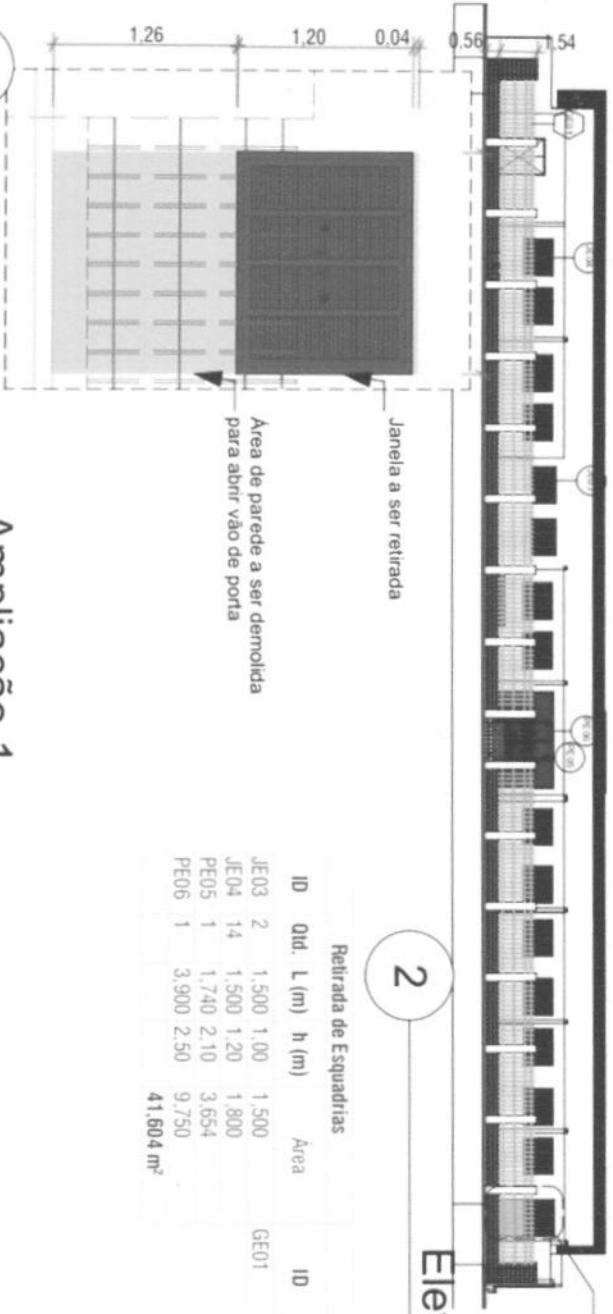 1,26
1,20
0,04
0,56
1,54
Janela a ser retirada
Área de parede a ser demolida
para abrir vão de porta
2
Retirada de Esquadrias
ID Qtd. L (m) h (m) Área ID
JE03 2 1,500 1,00 1,500 GE01
JE04 14 1,500 1,20 1,800
PE05 1 1,740 2,10 3,654
PE06 1 3,900 2,50 9,750
41,604 m²
Ele